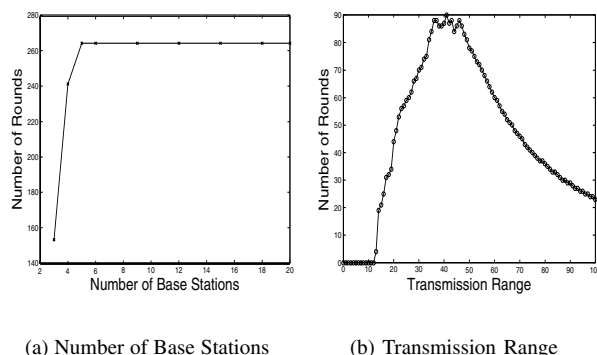 280
260
240
220
200
180
160
140
2 4 6 8 10 12 14 16 18 20
Number of Rounds
Number of Base Stations
(a) Number of Base Stations
90
80
70
60
50
40
30
20
10
0
0 10 20 30 40 50 60 70 80 90 100
Number of Rounds
Transmission Range
(b) Transmission Range